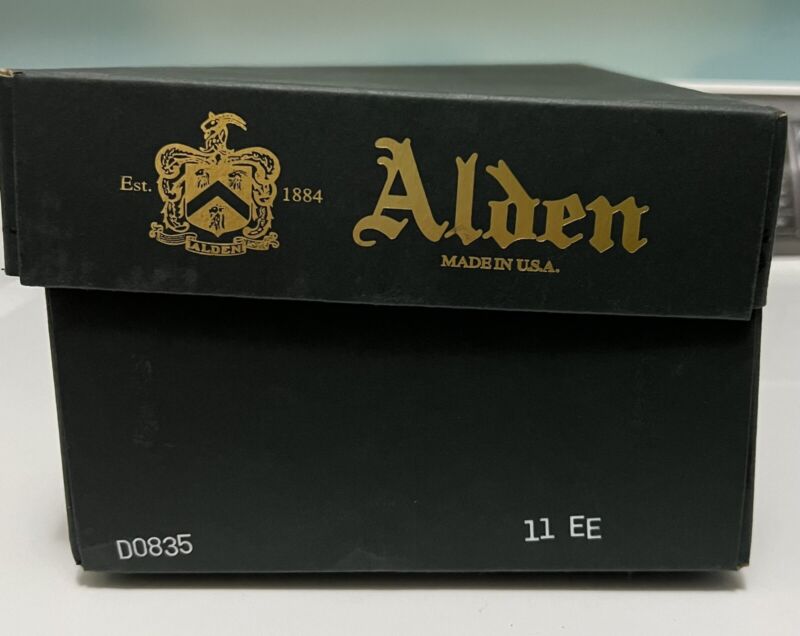 Est. 1884
ALDEN
Alden
MADE IN U.S.A.
D0835
11 EE